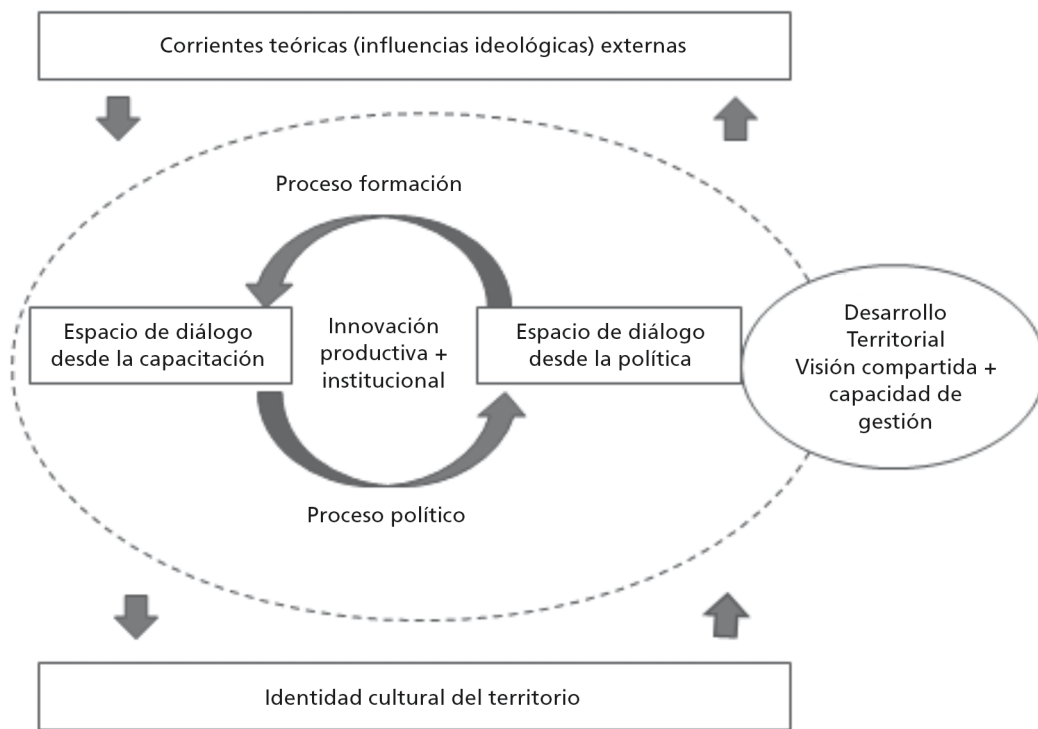 Corrientes teóricas (influencias ideológicas) externas
Proceso formación
Espacio de diálogo
desde la capacitación
Innovación
productiva +
institucional
Espacio de diálogo
desde la política
Desarrollo
Territorial
Visión compartida +
capacidad de
gestión
Proceso político
Identidad cultural del territorio